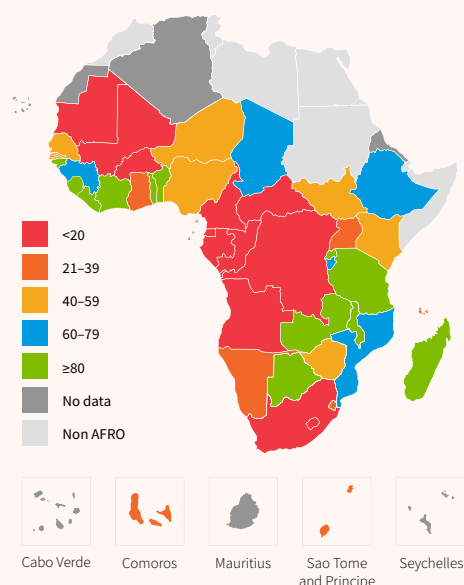 <20
21–39
40–59
60–79
≥80
No data
Non AFRO
Cabo Verde
Comoros
Mauritius
Sao Tome
and Principe
Seychelles